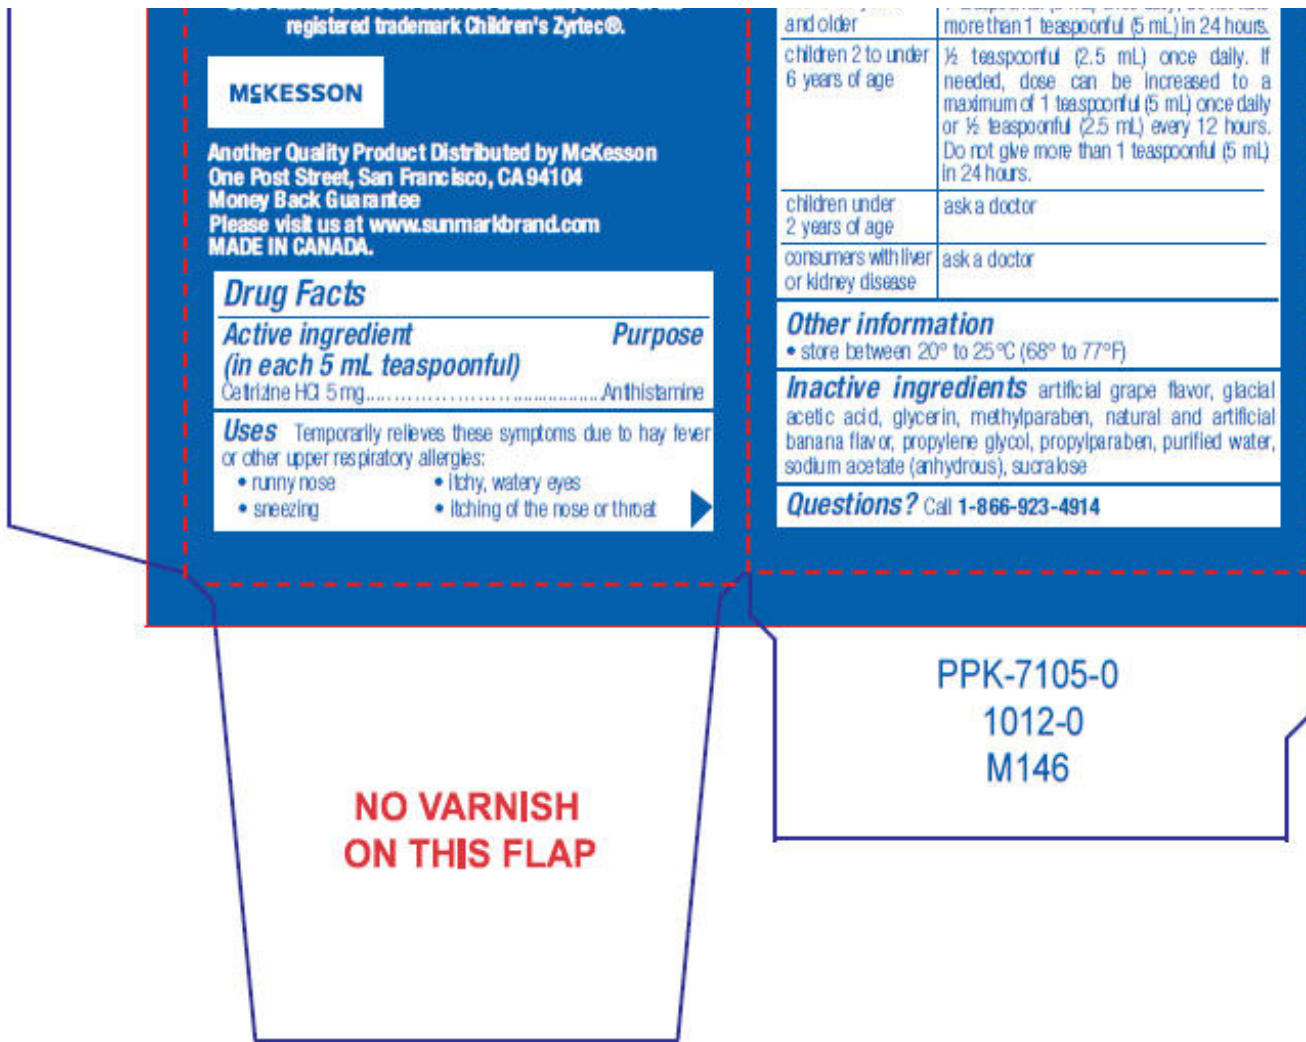 registered trademark Children's Zyrtec®.
McKESSON
Another Quality Product Distributed by McKesson
One Post Street, San Francisco, CA 94104
Money Back Guarantee
Please visit us at www.sunmarkbrand.com
MADE IN CANADA.
Drug Facts
Active ingredient Purpose
(in each 5 mL teaspoonful)
Cetirizine HCl 5 mg............................................Antihistamine
Uses Temporarily relieves these symptoms due to hay fever
or other upper respiratory allergies:
• runny nose • itchy, watery eyes
• sneezing • itching of the nose or throat
and older more than 1 teaspoonful (5 mL) in 24 hours.
children 2 to under ½ teaspoonful (2.5 mL) once daily. If
6 years of age needed, dose can be increased to a
maximum of 1 teaspoonful (5 mL) once daily
or ½ teaspoonful (2.5 mL) every 12 hours.
Do not give more than 1 teaspoonful (5 mL)
in 24 hours.
children under ask a doctor
2 years of age
consumers with liver ask a doctor
or kidney disease
Other information
• store between 20° to 25°C (68° to 77°F)
Inactive ingredients artificial grape flavor, glacial
acetic acid, glycerin, methylparaben, natural and artificial
banana flavor, propylene glycol, propylparaben, purified water,
sodium acetate (anhydrous), sucralose
Questions? Call 1-866-923-4914
PPK-7105-0
1012-0
M146
NO VARNISH
ON THIS FLAP